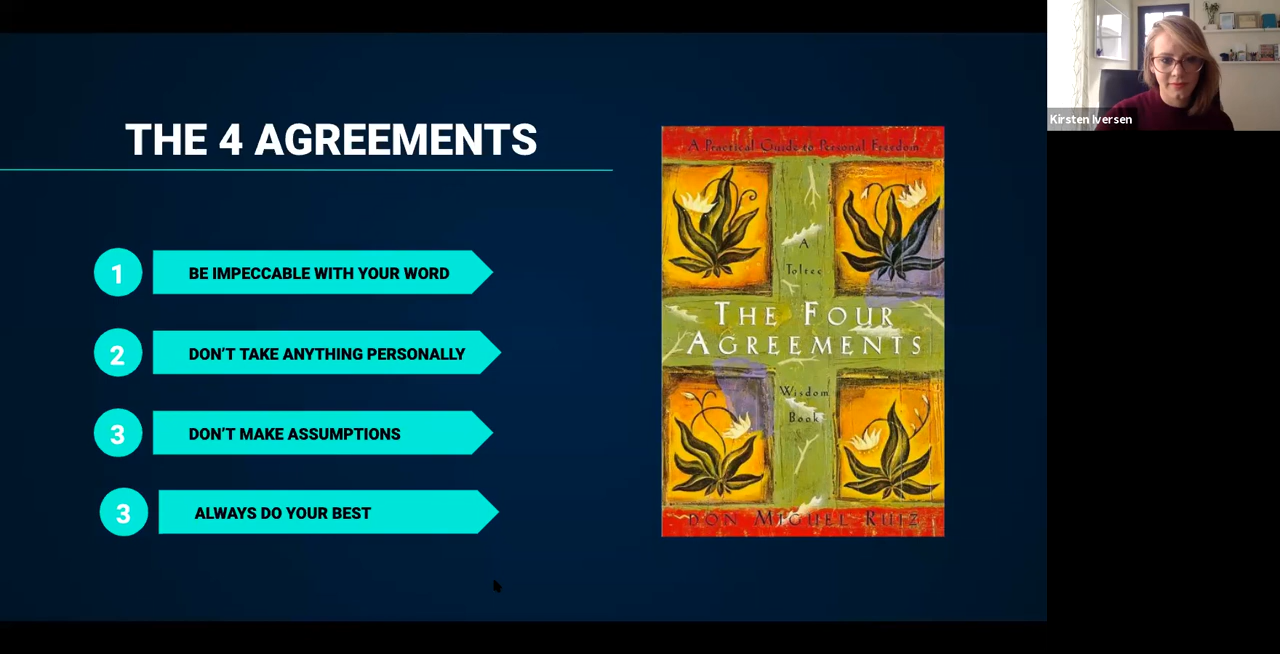 THE 4 AGREEMENTS
1
BE IMPECCABLE WITH YOUR WORD
2
DON'T TAKE ANYTHING PERSONALLY
3
DON'T MAKE ASSUMPTIONS
3
ALWAYS DO YOUR BEST
A Practical Guide to Personal Freedom
A
Toltec
THE FOUR
AGREEMENTS
Wisdom
Book
DON MIGUEL RUIZ
Kirsten Iversen